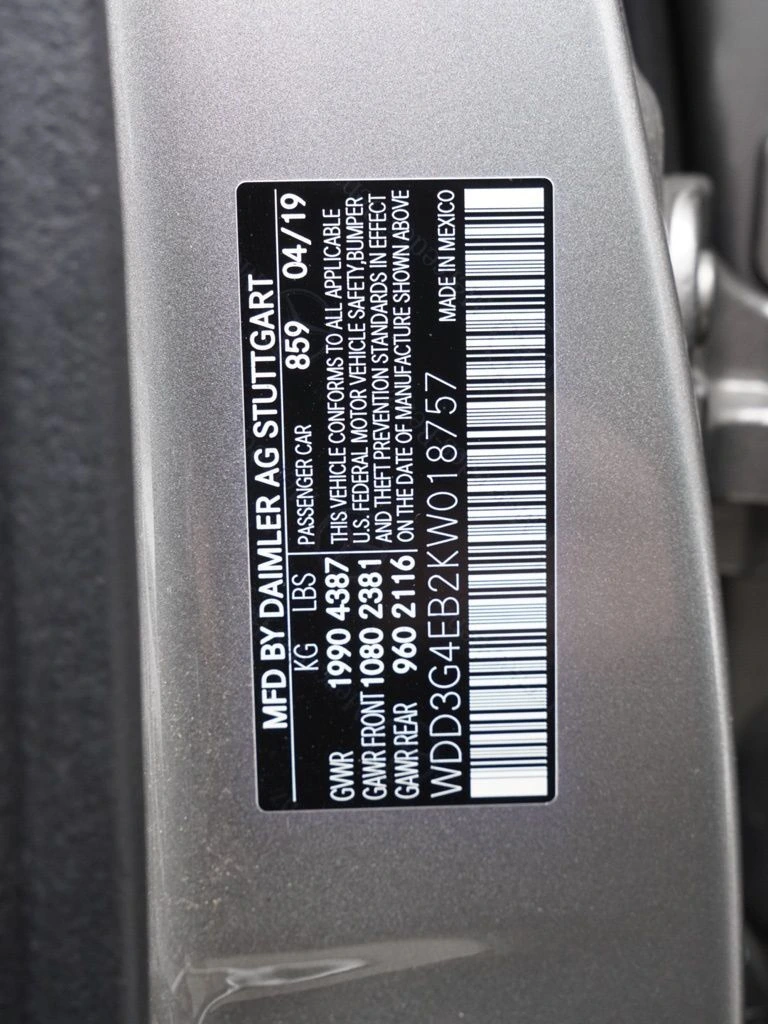 MFD BY DAIMLER AG STUTTGART
KG LBS
PASSENGER CAR 859 04/19
GVWR 1990 4387
GAWR FRONT 1080 2381
GAWR REAR 960 2116
THIS VEHICLE CONFORMS TO ALL APPLICABLE
U.S. FEDERAL MOTOR VEHICLE SAFETY,BUMPER
AND THEFT PREVENTION STANDARDS IN EFFECT
ON THE DATE OF MANUFACTURE SHOWN ABOVE
WDD3G4EB2KW018757 MADE IN MEXICO